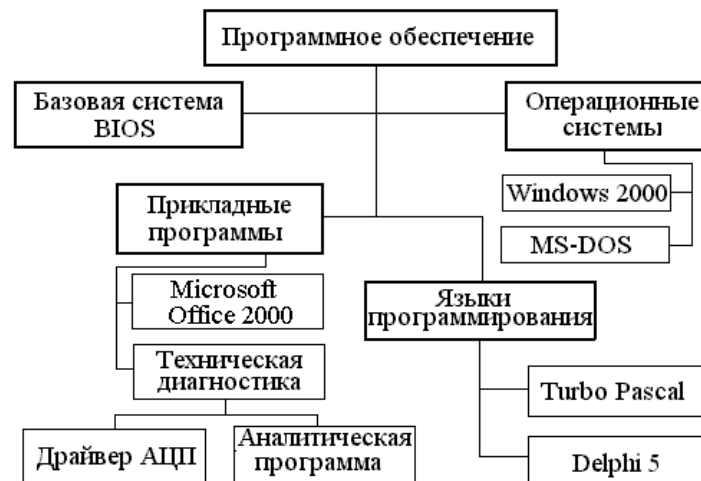 Программное обеспечение
Базовая система
BIOS
Операционные
системы
Windows 2000
MS-DOS
Прикладные
программы
Microsoft
Office 2000
Техническая
диагностика
Драйвер АЦП
Аналитическая
программа
Языки
программирования
Turbo Pascal
Delphi 5